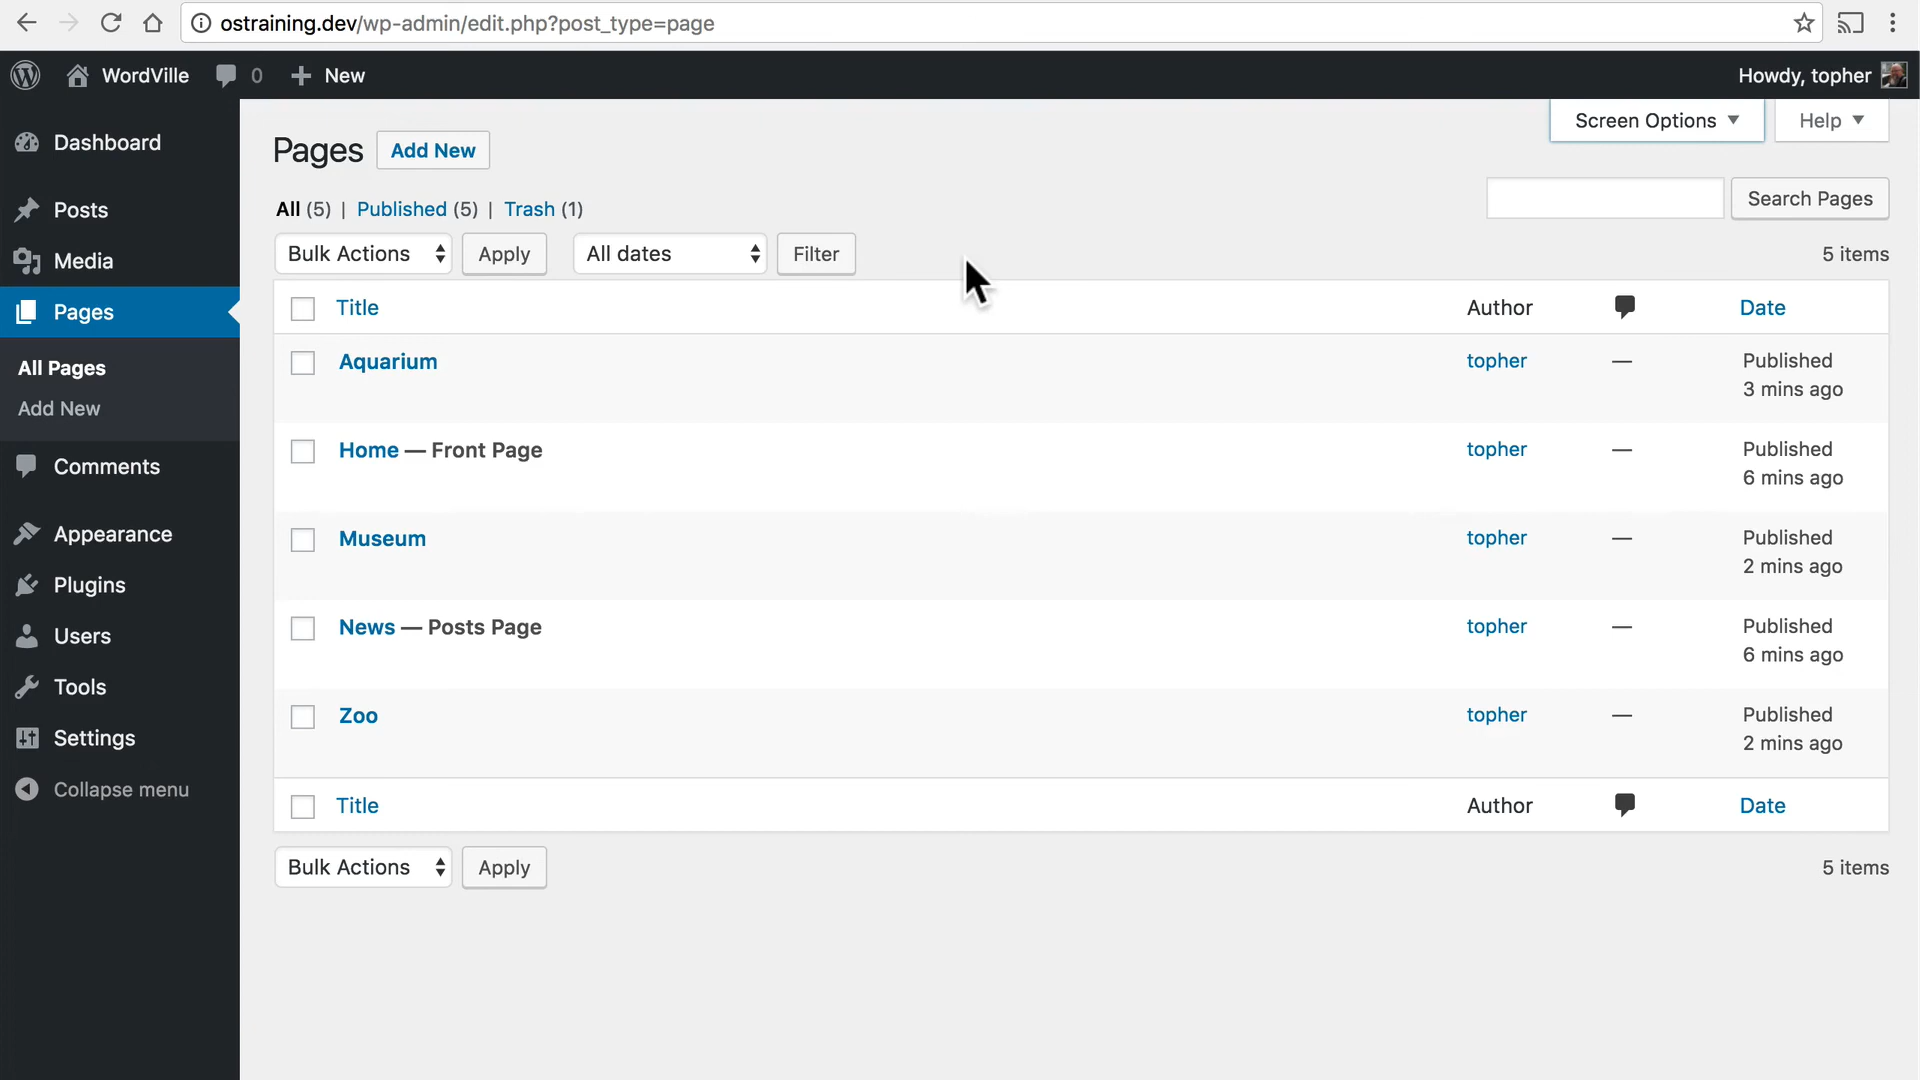 ostraining.dev/wp-admin/edit.php?post_type=page
WordVille 0 New Howdy, topher
Screen Options Help
Dashboard
Posts
Media
Pages
All Pages
Add New
Comments
Appearance
Plugins
Users
Tools
Settings
Collapse menu
Pages Add New
All (5) | Published (5) | Trash (1)
Search Pages
Bulk Actions Apply All dates Filter 5 items
Title Author Date
Aquarium topher — Published
3 mins ago
Home — Front Page topher — Published
6 mins ago
Museum topher — Published
2 mins ago
News — Posts Page topher — Published
6 mins ago
Zoo topher — Published
2 mins ago
Title Author Date
Bulk Actions Apply 5 items